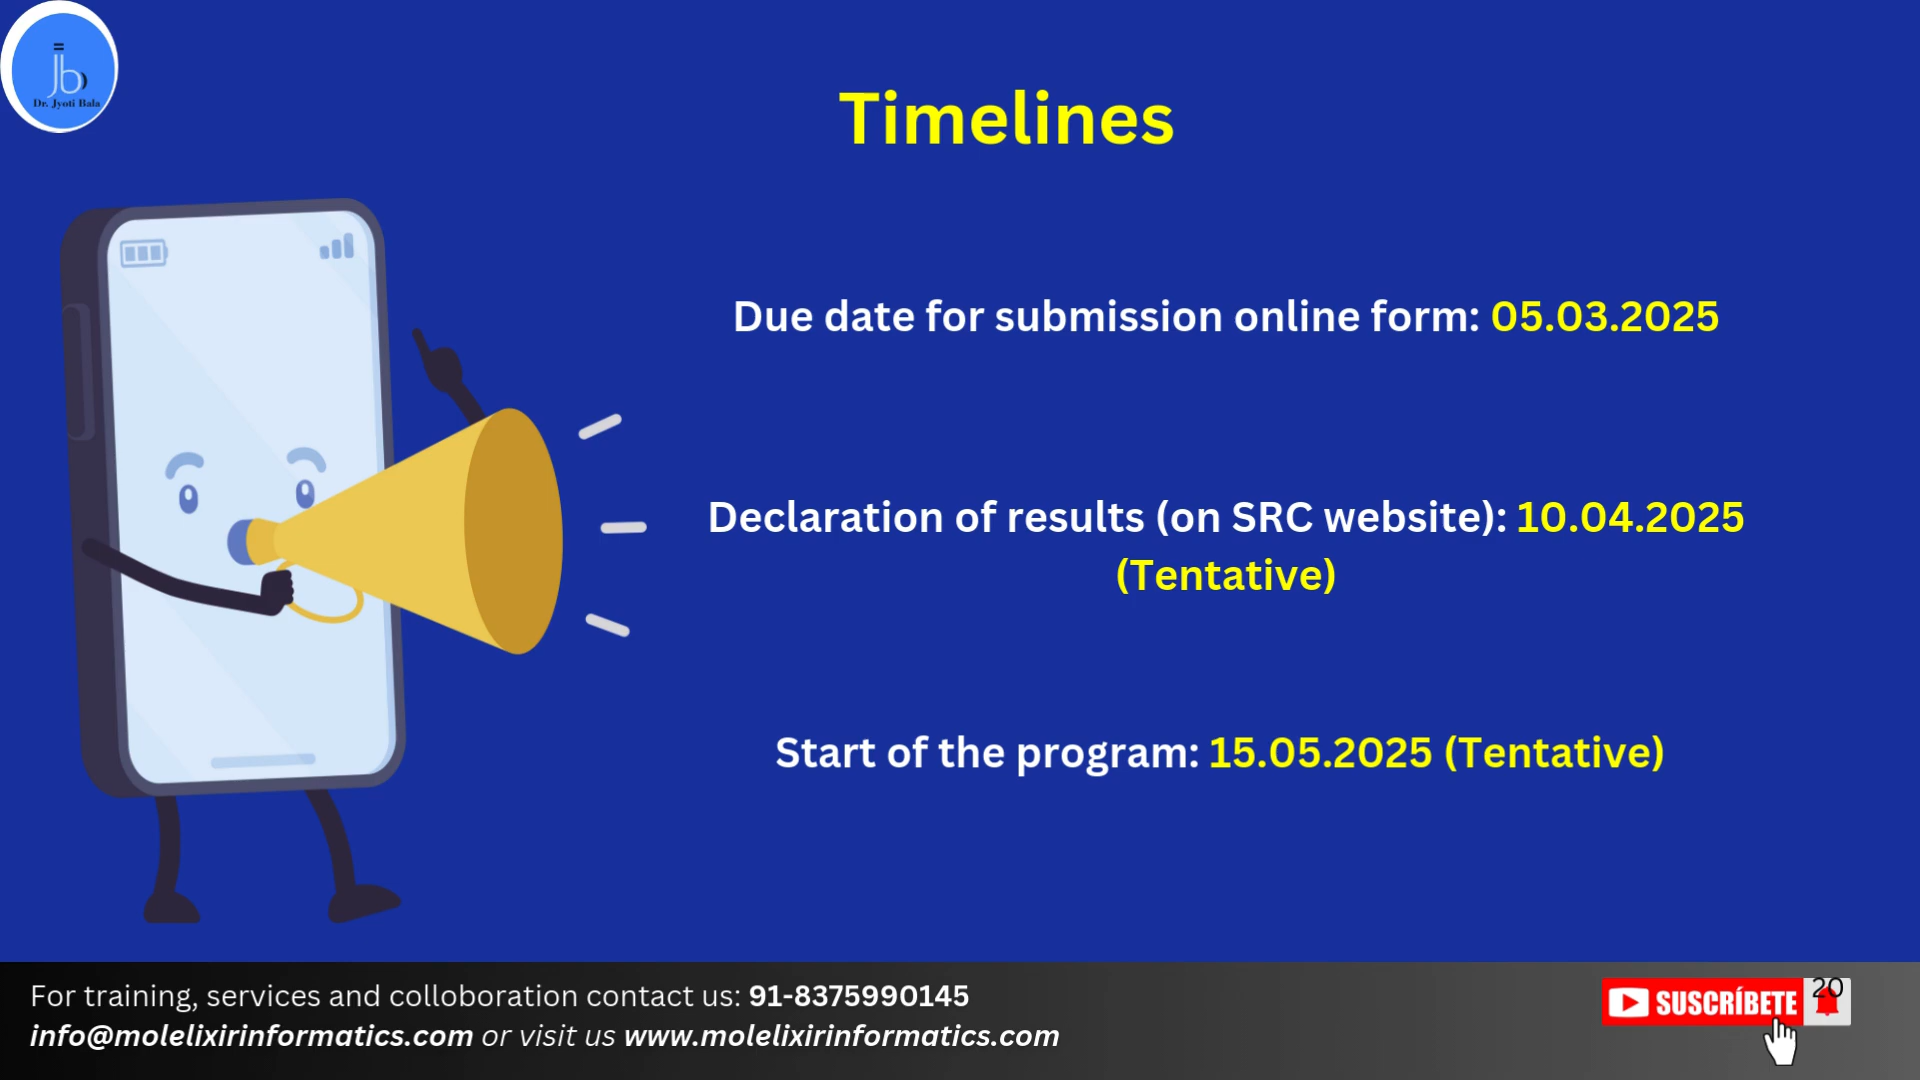 Dr. Jyoti Bala
Timelines
Due date for submission online form: 05.03.2025
Declaration of results (on SRC website): 10.04.2025
(Tentative)
Start of the program: 15.05.2025 (Tentative)
For training, services and colloboration contact us: 91-8375990145
info@molelixirinformatics.com or visit us www.molelixirinformatics.com
SUSCRÍBETE
20